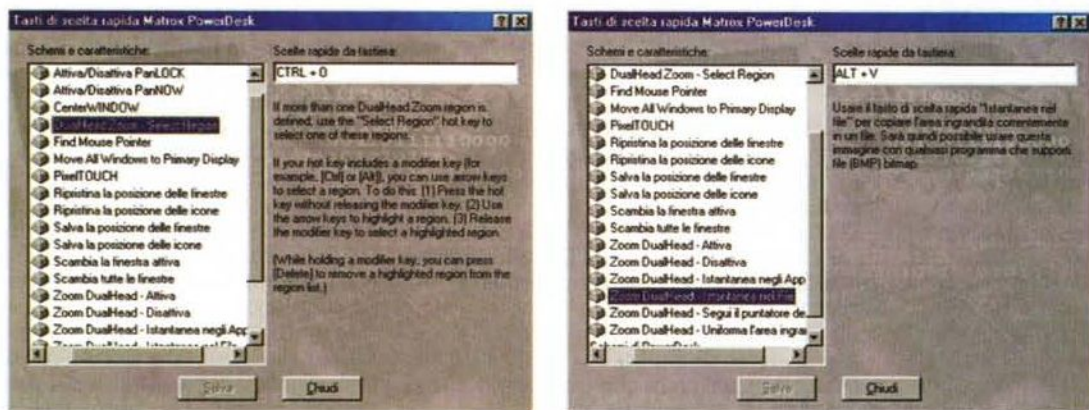 Tasti di scelta rapida Matrox PowerDesk
Schemi e caratteristiche:
Attiva/Disattiva PanLOCK
Attiva/Disattiva PanNOW
CenterWINDOW
DualHead Zoom - Select Region
Find Mouse Pointer
Move All Windows to Primary Display
PixelTOUCH
Ripristina la posizione delle finestre
Ripristina la posizione delle icone
Salva la posizione delle finestre
Salva la posizione delle icone
Scambia la finestra attiva
Scambia tutte le finestre
Zoom DualHead - Attiva
Zoom DualHead - Disattiva
Zoom DualHead - Istantanea negli App
Zoom DualHead - Istantanea nel File
Scelte rapide da tastiera:
CTRL + O
If more than one DualHead Zoom region is
defined, use the "Select Region" hot key to
select one of these regions.
If your hot key includes a modifier key (for
example, [Ctrl] or [Alt]), you can use arrow keys
to select a region. To do this: (1) Press the hot
key without releasing the modifier key. (2) Use
the arrow keys to highlight a region. (3) Release
the modifier key to select a highlighted region.
(While holding a modifier key, you can press
[Delete] to remove a highlighted region from the
region list.)
Salva
Chiudi
Tasti di scelta rapida Matrox PowerDesk
Schemi e caratteristiche:
DualHead Zoom - Select Region
Find Mouse Pointer
Move All Windows to Primary Display
PixelTOUCH
Ripristina la posizione delle finestre
Ripristina la posizione delle icone
Salva la posizione delle finestre
Salva la posizione delle icone
Scambia la finestra attiva
Scambia tutte le finestre
Zoom DualHead - Attiva
Zoom DualHead - Disattiva
Zoom DualHead - Istantanea negli App
Zoom DualHead - Istantanea nel File
Zoom DualHead - Segui il puntatore de
Zoom DualHead - Uniforma l'area ingra
Schemi di PowerDesk
Scelte rapide da tastiera:
ALT + V
Usare il tasto di scelta rapida "Istantanea nel
file" per copiare l'area ingrandita correntemente
in un file. Sarà quindi possibile usare questa
immagine con qualsiasi programma che supporti
file (BMP) bitmap.
Salva
Chiudi